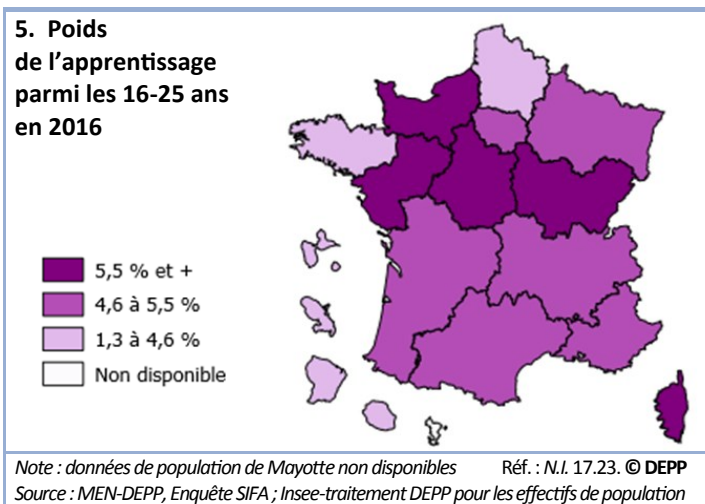 5. Poids
de l’apprentissage
parmi les 16-25 ans
en 2016
5,5 % et +
4,6 à 5,5 %
1,3 à 4,6 %
Non disponible
Note : données de population de Mayotte non disponibles Réf. : N.I. 17.23. © DEPP
Source : MEN-DEPP, Enquête SIFA ; Insee-traitement DEPP pour les effectifs de population